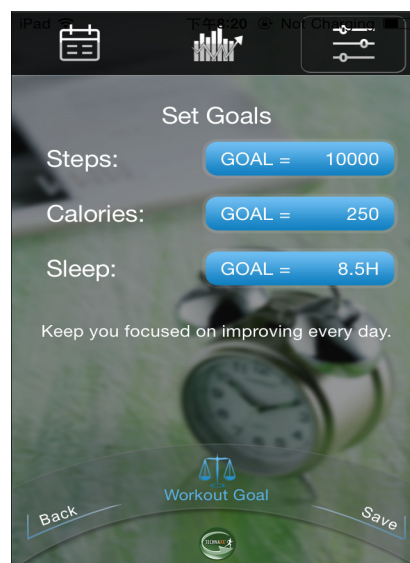 iPad 下午8:20 Not Charging
Set Goals
Steps: GOAL = 10000
Calories: GOAL = 250
Sleep: GOAL = 8.5H
Keep you focused on improving every day.
Workout Goal
Back Save